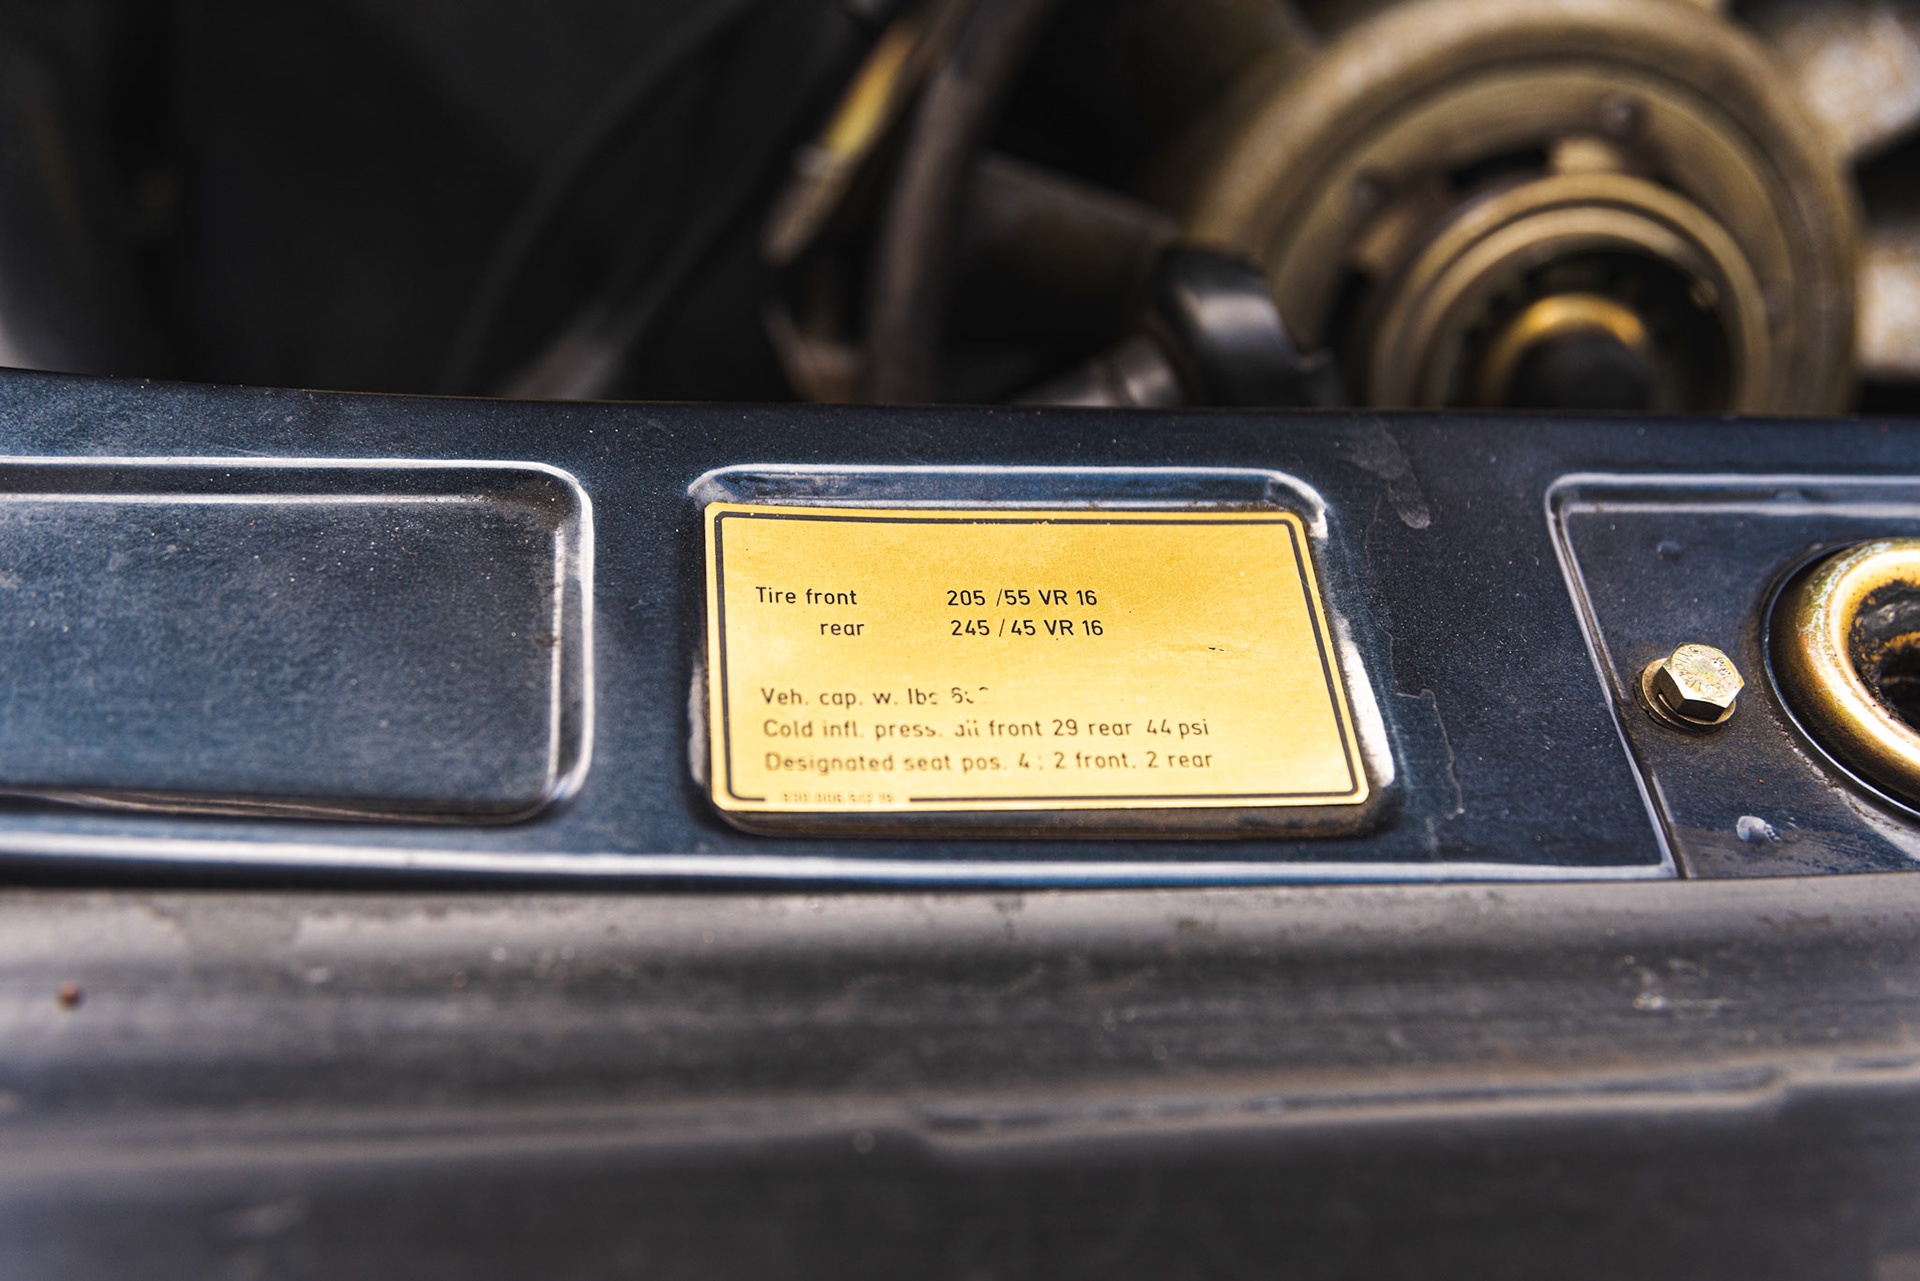 Tire front 205 /55 VR 16
rear 245 / 45 VR 16
Veh. cap. w. lbs
Cold infl. press. all front 29 rear 44 psi
Designated seat pos. 4 : 2 front. 2 rear